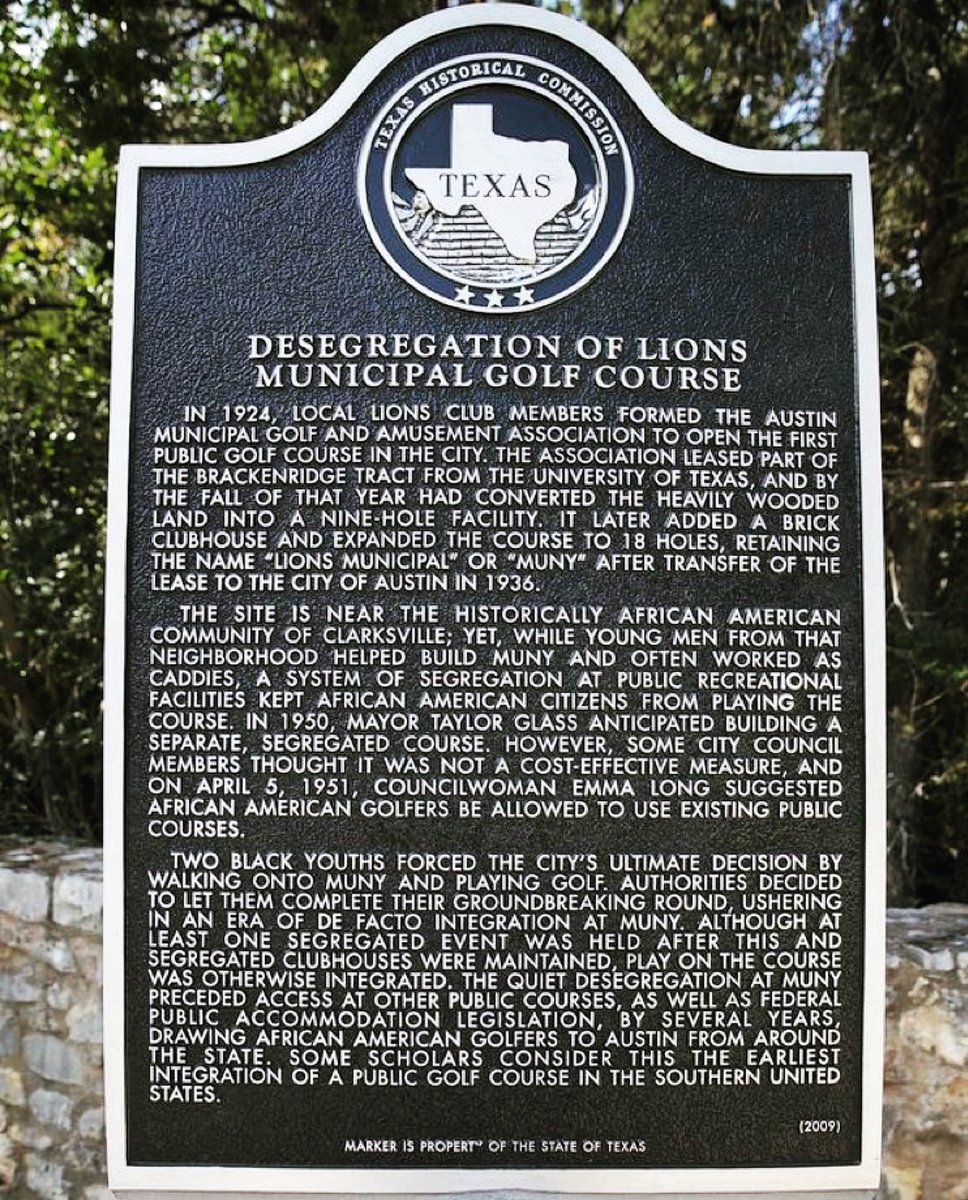 TEXAS HISTORICAL COMMISSION
TEXAS
DESEGREGATION OF LIONS
MUNICIPAL GOLF COURSE
IN 1924, LOCAL LIONS CLUB MEMBERS FORMED THE AUSTIN
MUNICIPAL GOLF AND AMUSEMENT ASSOCIATION TO OPEN THE FIRST
PUBLIC GOLF COURSE IN THE CITY. THE ASSOCIATION LEASED PART OF
THE BRACKENRIDGE TRACT FROM THE UNIVERSITY OF TEXAS, AND BY
THE FALL OF THAT YEAR HAD CONVERTED THE HEAVILY WOODED
LAND INTO A NINE-HOLE FACILITY. IT LATER ADDED A BRICK
CLUBHOUSE AND EXPANDED THE COURSE TO 18 HOLES, RETAINING
THE NAME “LIONS MUNICIPAL” OR “MUNY” AFTER TRANSFER OF THE
LEASE TO THE CITY OF AUSTIN IN 1936.
THE SITE IS NEAR THE HISTORICALLY AFRICAN AMERICAN
COMMUNITY OF CLARKSVILLE; YET, WHILE YOUNG MEN FROM THAT
NEIGHBORHOOD HELPED BUILD MUNY AND OFTEN WORKED AS
CADDIES, A SYSTEM OF SEGREGATION AT PUBLIC RECREATIONAL
FACILITIES KEPT AFRICAN AMERICAN CITIZENS FROM PLAYING THE
COURSE. IN 1950, MAYOR TAYLOR GLASS ANTICIPATED BUILDING A
SEPARATE, SEGREGATED COURSE. HOWEVER, SOME CITY COUNCIL
MEMBERS THOUGHT IT WAS NOT A COST-EFFECTIVE MEASURE, AND
ON APRIL 5, 1951, COUNCILWOMAN EMMA LONG SUGGESTED
AFRICAN AMERICAN GOLFERS BE ALLOWED TO USE EXISTING PUBLIC
COURSES.
TWO BLACK YOUTHS FORCED THE CITY'S ULTIMATE DECISION BY
WALKING ONTO MUNY AND PLAYING GOLF. AUTHORITIES DECIDED
TO LET THEM COMPLETE THEIR GROUNDBREAKING ROUND, USHERING
IN AN ERA OF DE FACTO INTEGRATION AT MUNY. ALTHOUGH AT
LEAST ONE SEGREGATED EVENT WAS HELD AFTER THIS AND
SEGREGATED CLUBHOUSES WERE MAINTAINED, PLAY ON THE COURSE
WAS OTHERWISE INTEGRATED. THE QUIET DESEGREGATION AT MUNY
PRECEDED ACCESS AT OTHER PUBLIC COURSES, AS WELL AS FEDERAL
PUBLIC ACCOMMODATION LEGISLATION, BY SEVERAL YEARS,
DRAWING AFRICAN AMERICAN GOLFERS TO AUSTIN FROM AROUND
THE STATE. SOME SCHOLARS CONSIDER THIS THE EARLIEST
INTEGRATION OF A PUBLIC GOLF COURSE IN THE SOUTHERN UNITED
STATES.
(2009)
MARKER IS PROPERTY OF THE STATE OF TEXAS